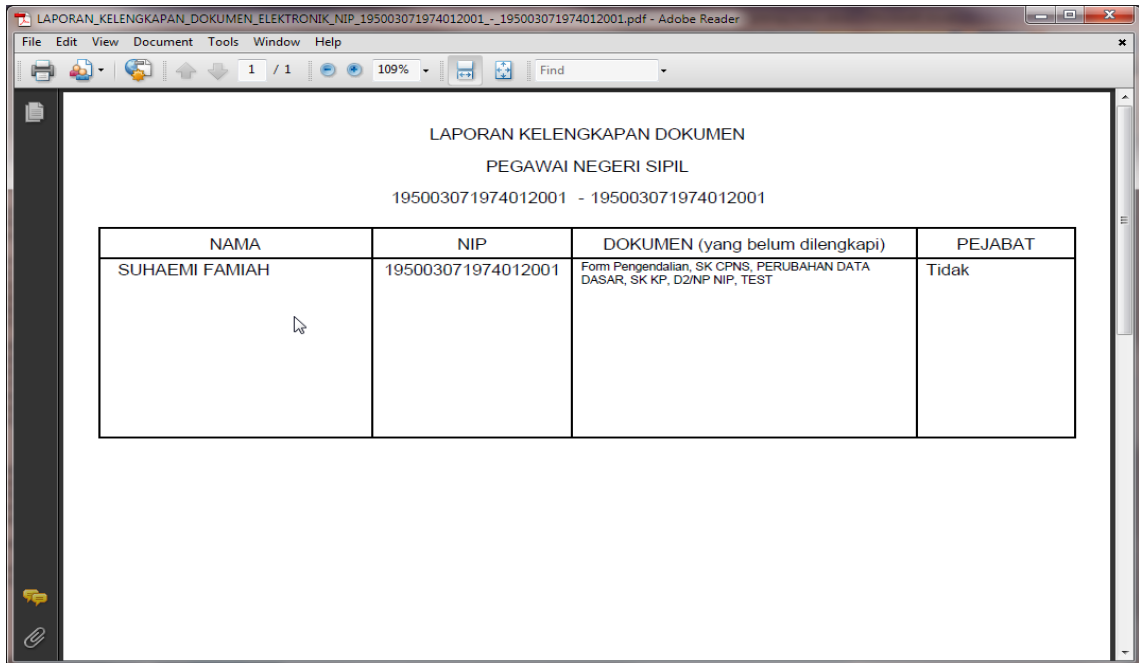 LAPORAN_KELENGKAPAN_DOKUMEN_ELEKTRONIK_NIP_195003071974012001_-_195003071974012001.pdf - Adobe Reader
File Edit View Document Tools Window Help
1 / 1 109% Find
LAPORAN KELENGKAPAN DOKUMEN
PEGAWAI NEGERI SIPIL
195003071974012001 - 195003071974012001
NAMA NIP DOKUMEN (yang belum dilengkapi) PEJABAT
SUHAEMI FAMIAH 195003071974012001 Form Pengendalian, SK CPNS, PERUBAHAN DATA Tidak
DASAR, SK KP, D2/NP NIP, TEST